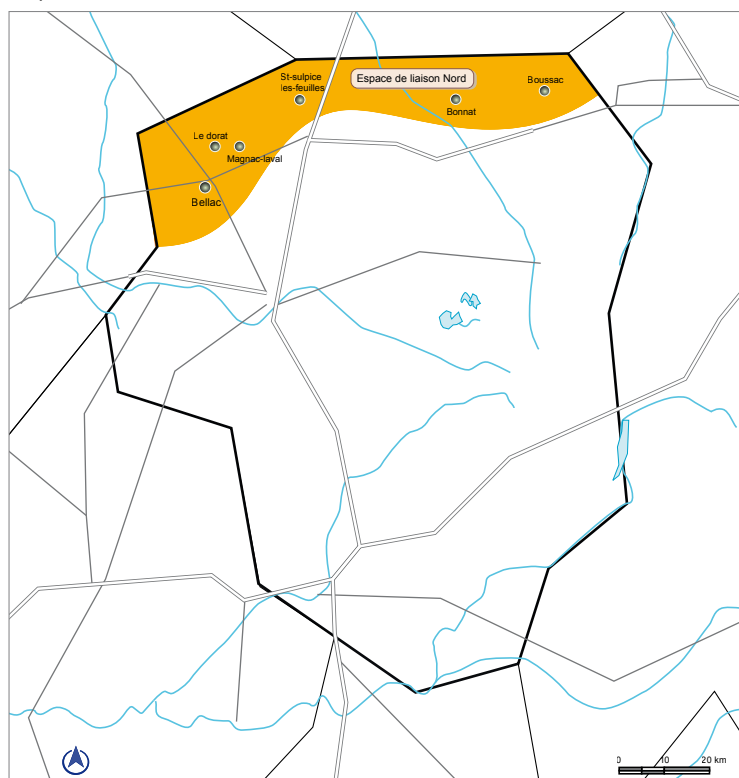 St-sulpice
les-feuilles
Espace de liaison Nord
Boussac
Bonnat
Le dorat
Magnac-laval
Bellac
0 10 20 km